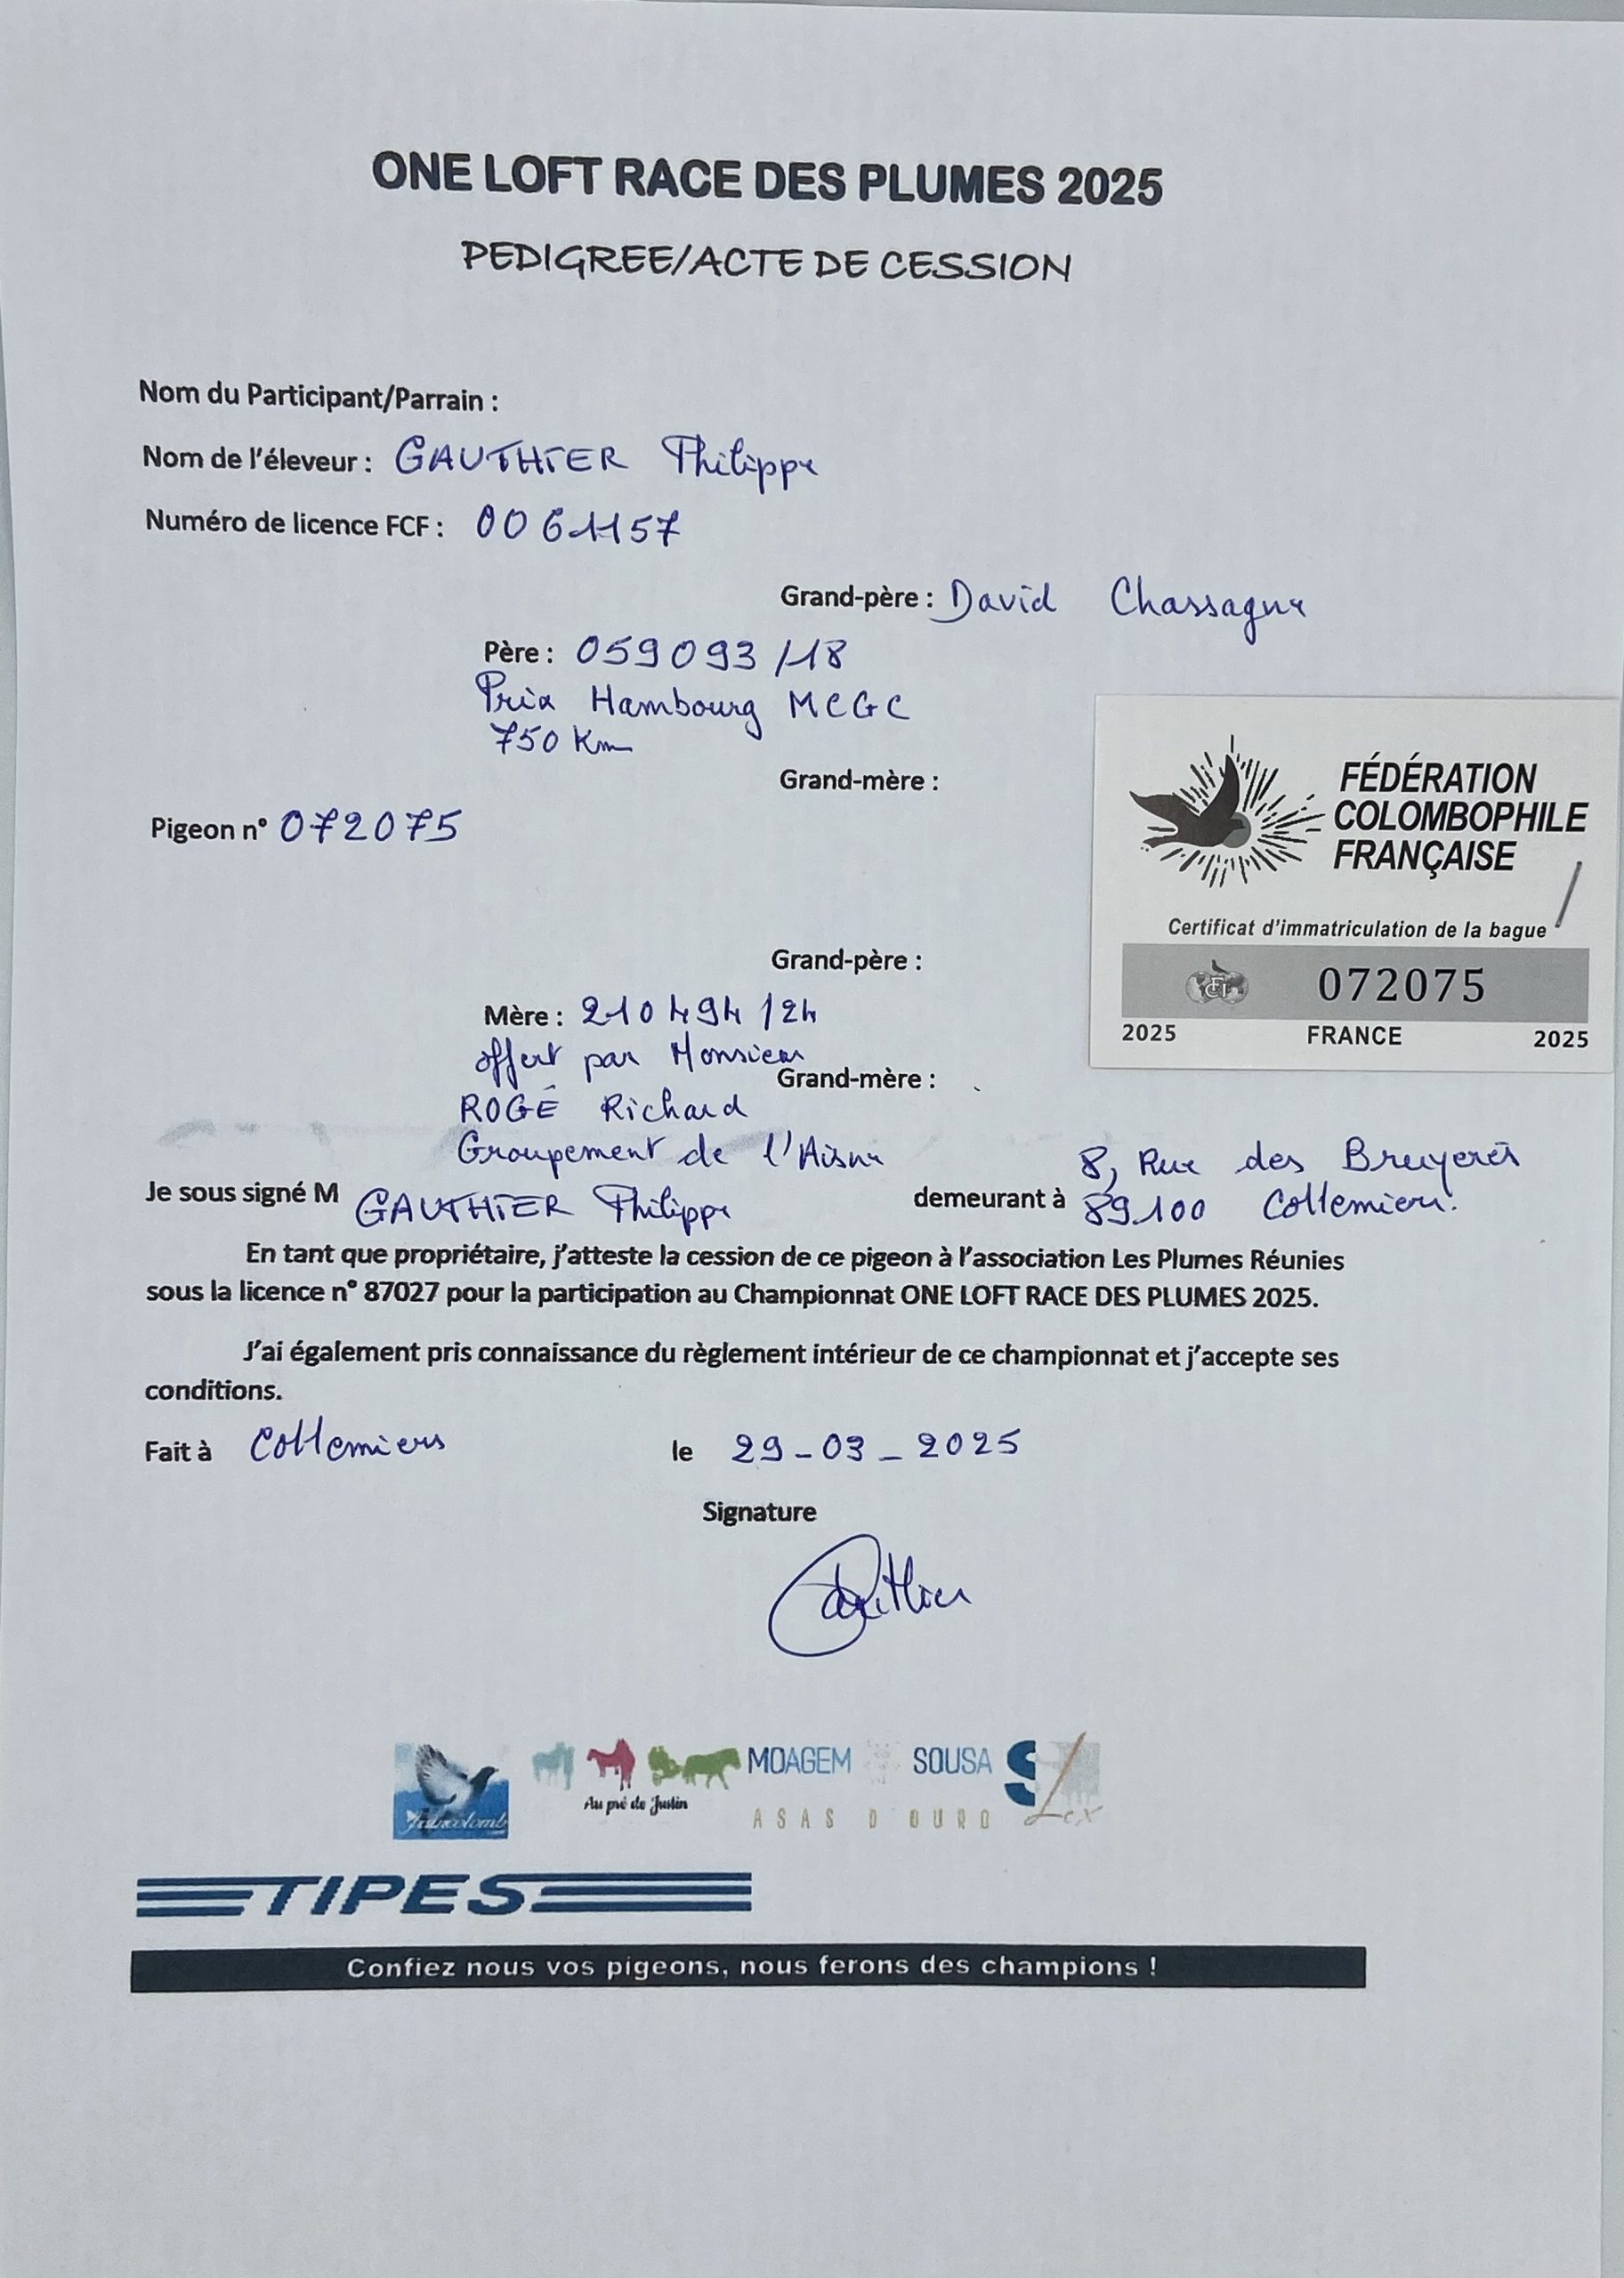 ONE LOFT RACE DES PLUMES 2025
PEDIGREE/ACTE DE CESSION
Nom du Participant/Parrain :
Nom de l'éleveur : GAUTHIER Philippe
Numéro de licence FCF : 0061157
Grand-père : David Chassagne
Père : 059093/18
Prix Hambourg MCGC
750 Km
Grand-mère :
Pigeon n° 072075
FÉDÉRATION
COLOMBOPHILE
FRANÇAISE
Certificat d'immatriculation de la bague
FCI 072075
2025 FRANCE 2025
Grand-père :
Mère : 210494/24
offert par Monsieur
Grand-mère :
ROGÉ Richard
Groupement de l'Aisne
8, Rue des Bruyeres
Je sous signé M GAUTHIER Philippe demeurant à 89.100 Collemiers.
En tant que propriétaire, j'atteste la cession de ce pigeon à l'association Les Plumes Réunies
sous la licence n° 87027 pour la participation au Championnat ONE LOFT RACE DES PLUMES 2025.
J'ai également pris connaissance du règlement intérieur de ce championnat et j'accepte ses
conditions.
Fait à Collemiers le 29-03-2025
Signature
Gauthier
MOAGEM SOUSA
Au pré de Justin
ASAS D'OURO
Lex
TIPES
Confiez nous vos pigeons, nous ferons des champions !